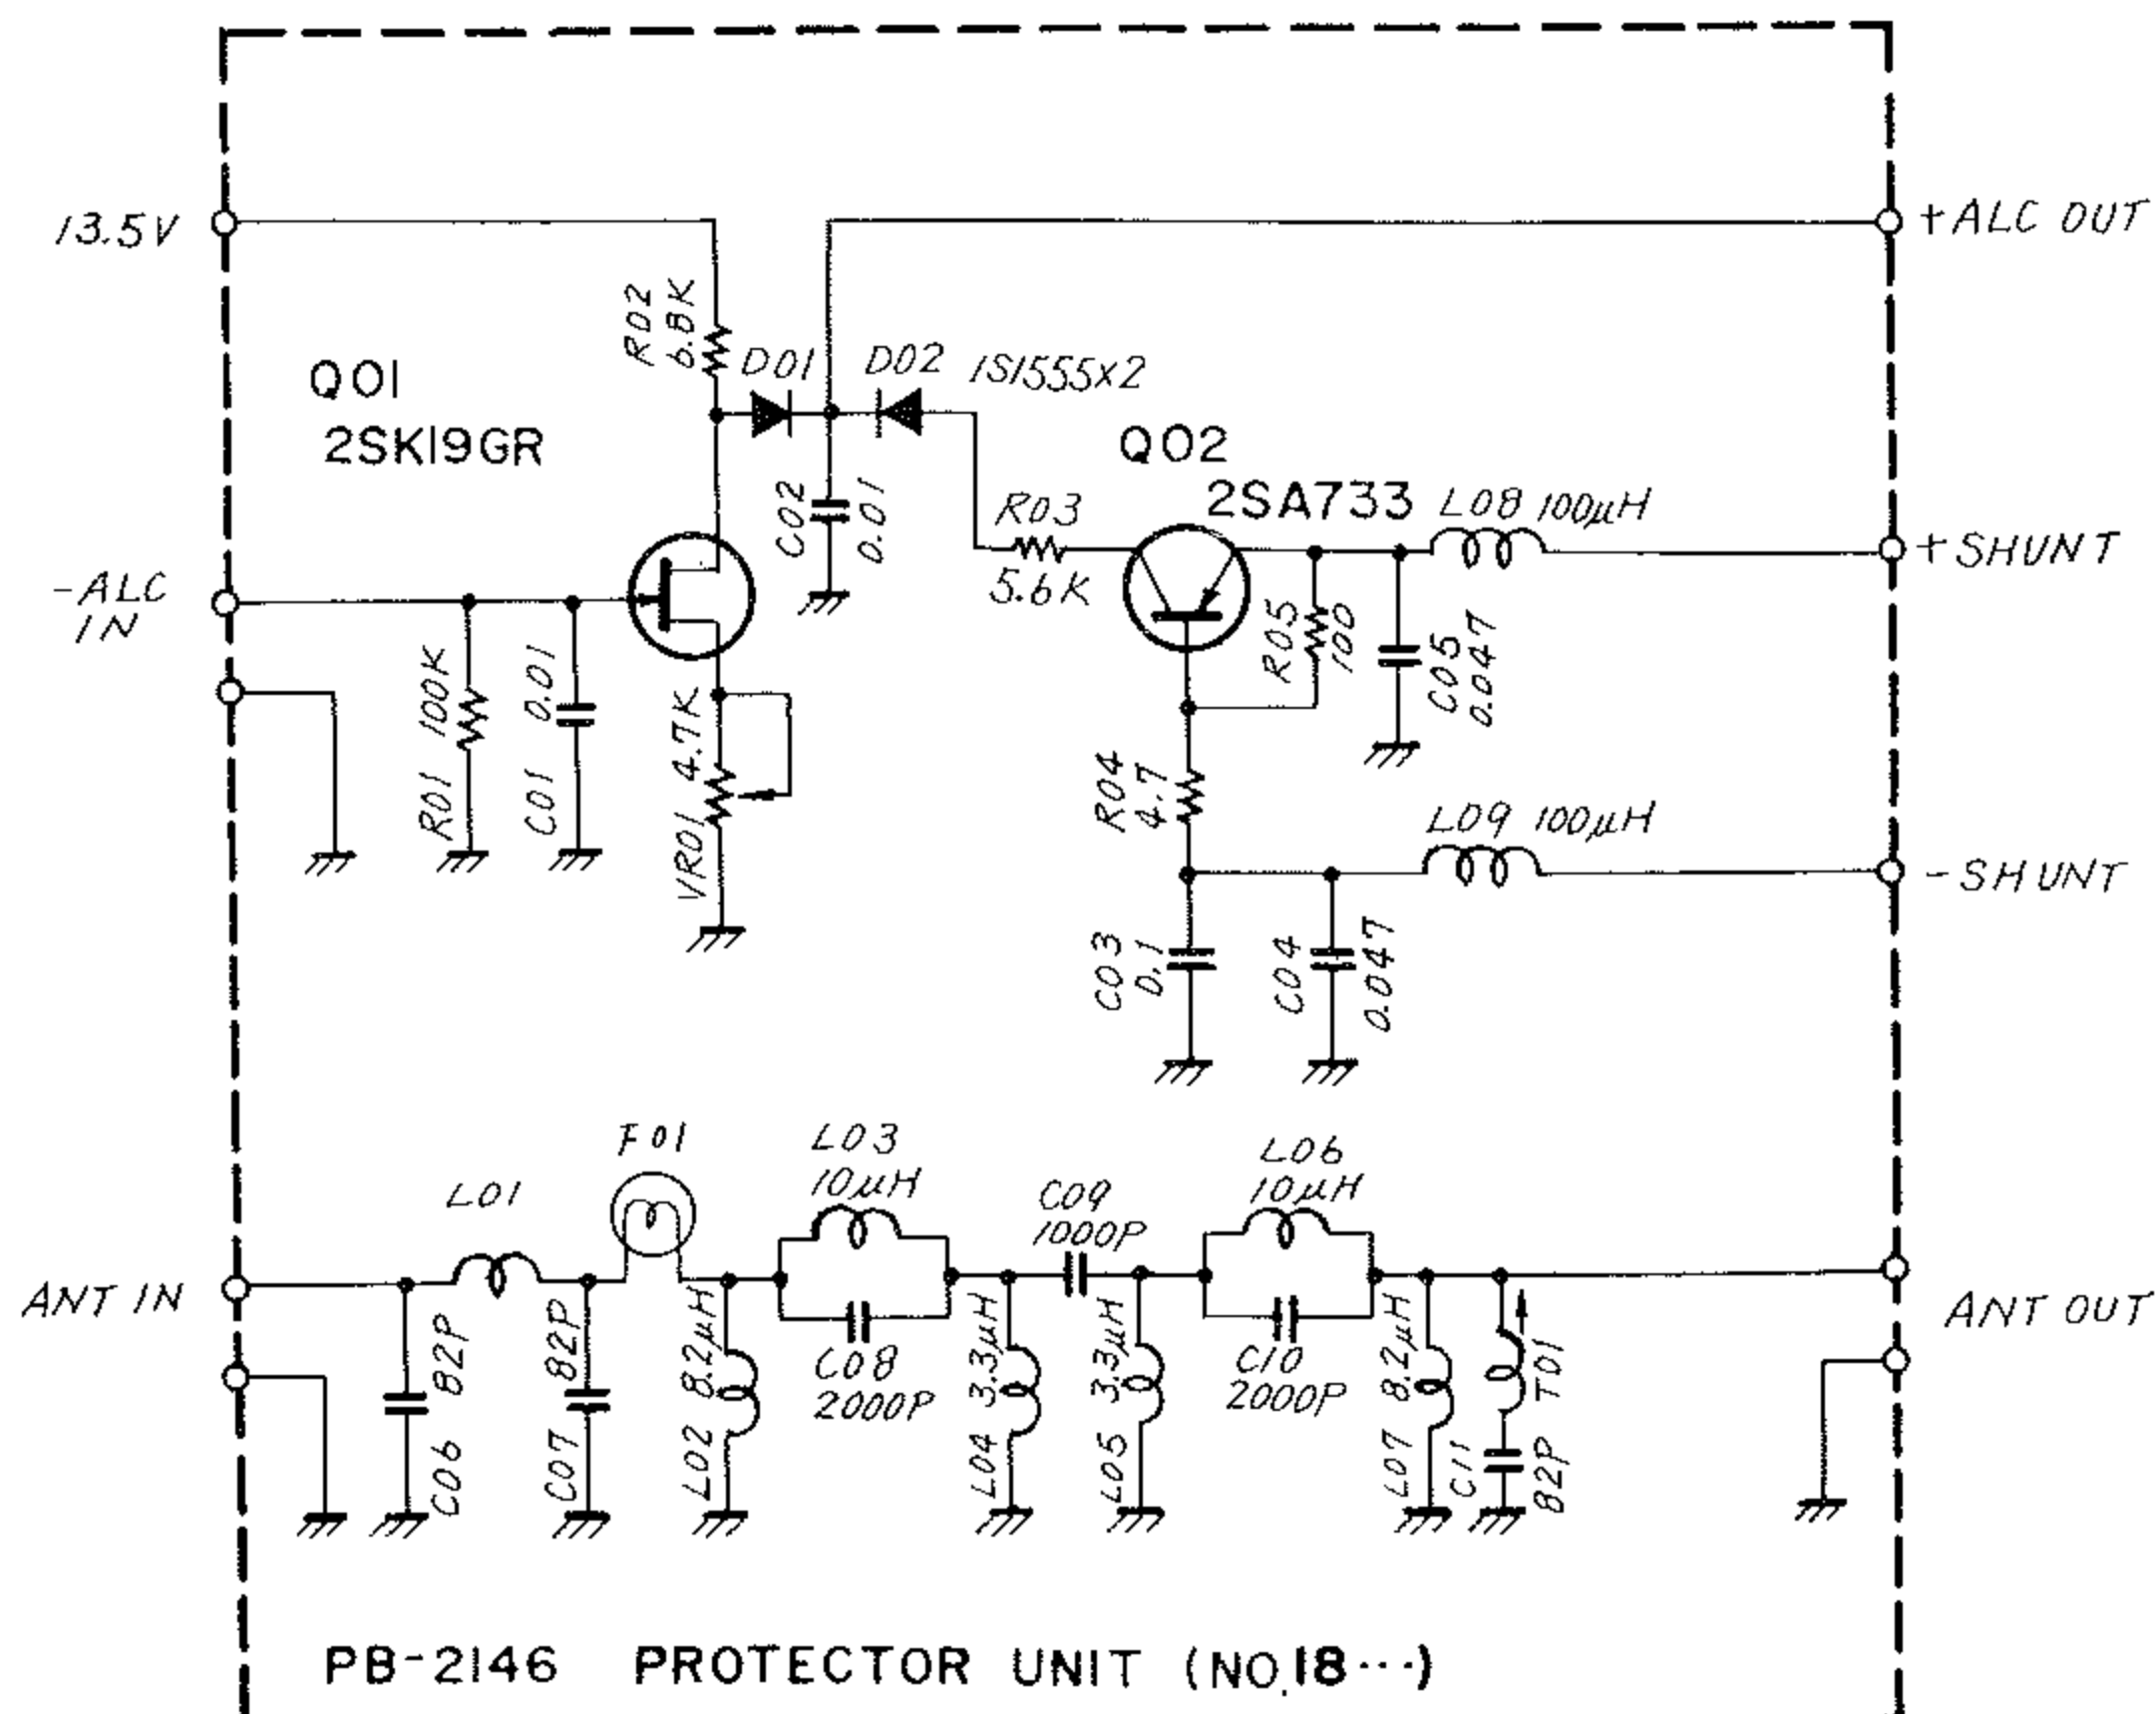 13.5V
+ALC OUT
R02
6.8K
D01
D02
1S1555x2
Q01
2SK19GR
Q02
2SA733
C02
0.01
R03
5.6K
L08 100μH
+SHUNT
-ALC
IN
R05
100
C05
0.047
R01 100K
C01 0.01
VR01 4.7K
R04
4.7
L09 100μH
-SHUNT
C03
0.1
C04
0.047
F01
L03
10μH
L06
10μH
L01
C09
1000P
ANT IN
ANT OUT
C06 82P
C07 82P
L02 8.2μH
C08
2000P
L04 3.3μH
L05 3.3μH
C10
2000P
L07 8.2μH
C11
82P
T01
PB-2146 PROTECTOR UNIT (NO.18···)